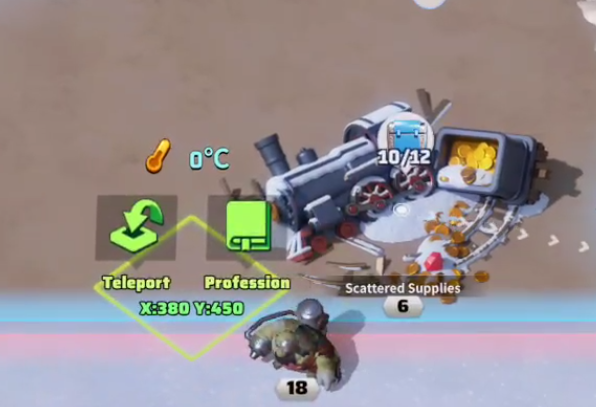 10/12
0°C
Teleport
Profession
X:380 Y:450
Scattered Supplies
6
18